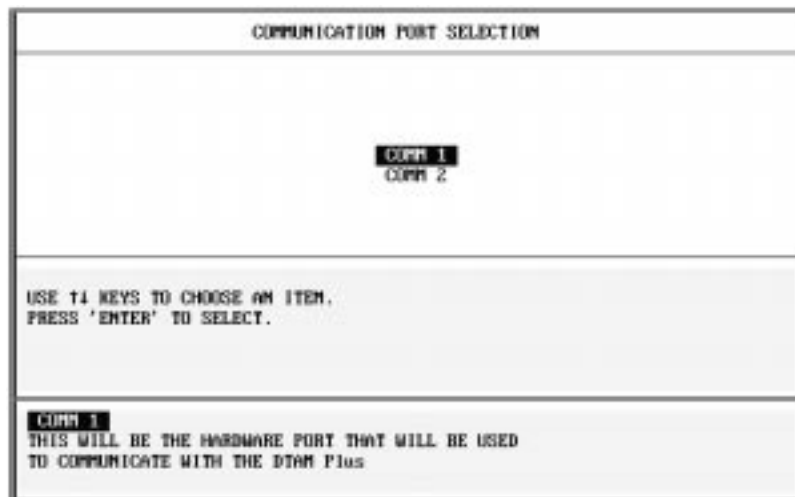 COMMUNICATION PORT SELECTION
COMM 1
COMM 2
USE ↑↓ KEYS TO CHOOSE AN ITEM.
PRESS 'ENTER' TO SELECT.
COMM 1
THIS WILL BE THE HARDWARE PORT THAT WILL BE USED
TO COMMUNICATE WITH THE DTAM Plus